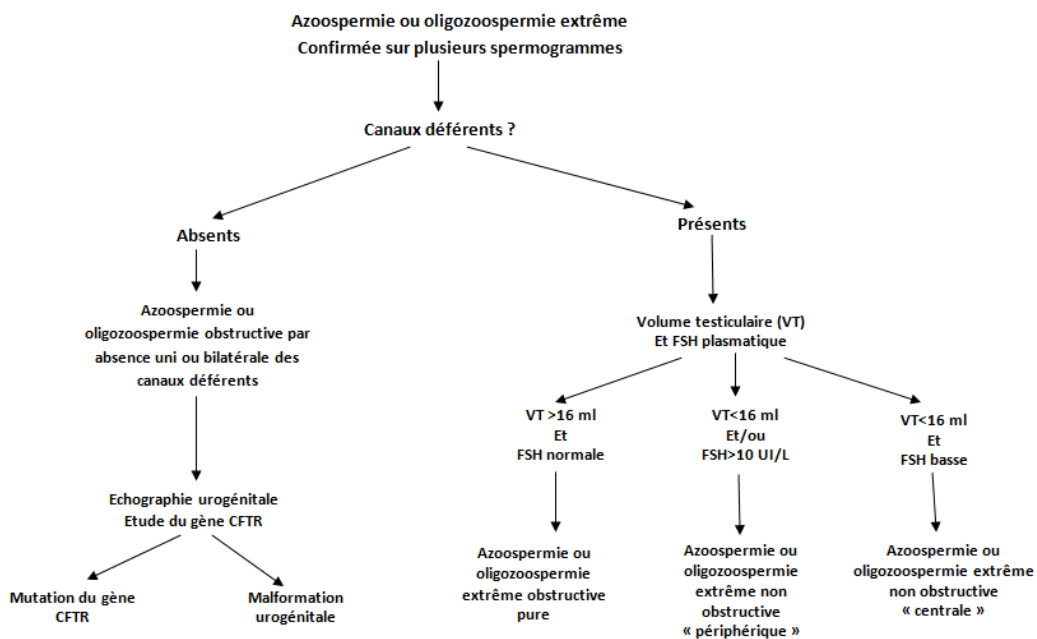 Azoospermie ou oligozoospermie extrême
Confirmée sur plusieurs spermogrammes
Canaux déférents ?
Absents
Présents
Azoospermie ou
oligozoospermie obstructive par
absence uni ou bilatérale des
canaux déférents
Volume testiculaire (VT)
Et FSH plasmatique
VT >16 ml
Et
FSH normale
VT<16 ml
Et/ou
FSH>10 UI/L
VT<16 ml
Et
FSH basse
Echographie urogénitale
Etude du gène CFTR
Mutation du gène
CFTR
Malformation
urogénitale
Azoospermie ou
oligozoospermie
extrême obstructive
pure
Azoospermie ou
oligozoospermie
extrême non
obstructive
« périphérique »
Azoospermie ou
oligozoospermie extrême
non obstructive
« centrale »